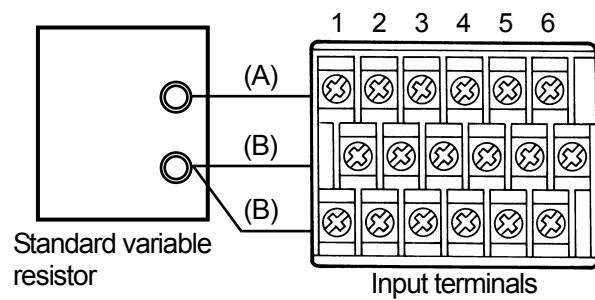 1 2 3 4 5 6
(A)
(B)
(B)
Standard variable
resistor
Input terminals